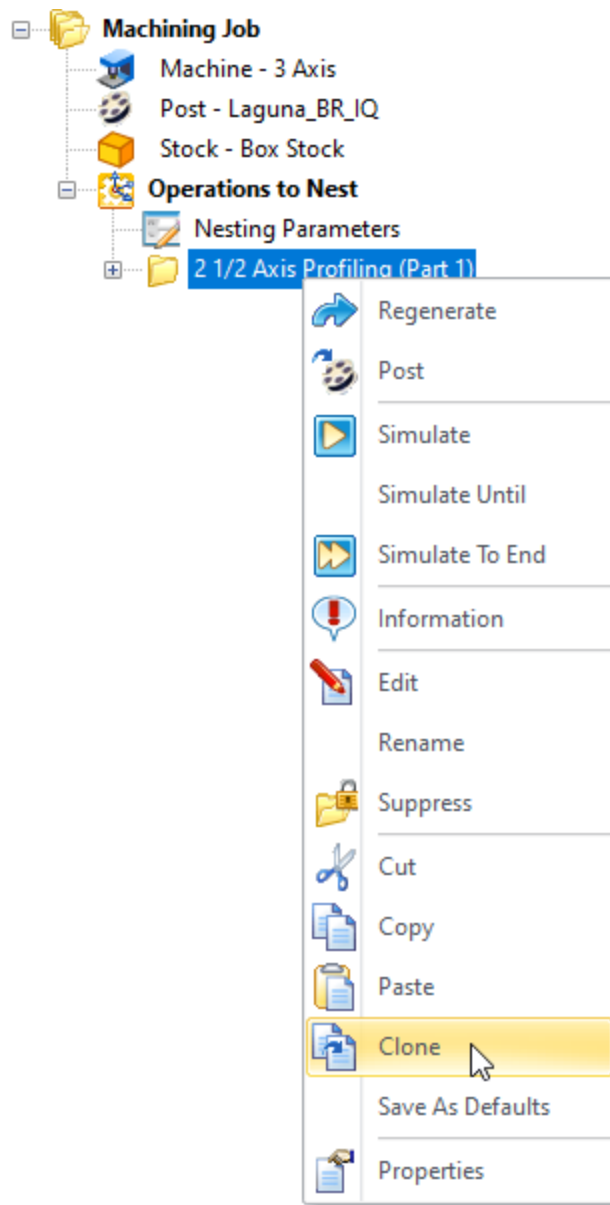 Machining Job
Machine - 3 Axis
Post - Laguna_BR_IQ
Stock - Box Stock
Operations to Nest
Nesting Parameters
2 1/2 Axis Profiling (Part 1)
Regenerate
Post
Simulate
Simulate Until
Simulate To End
Information
Edit
Rename
Suppress
Cut
Copy
Paste
Clone
Save As Defaults
Properties